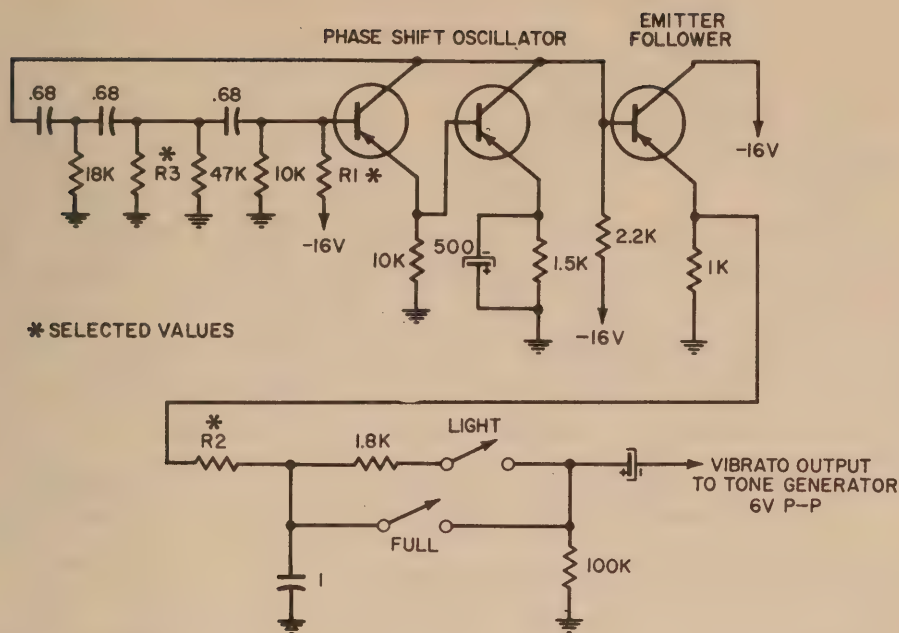 PHASE SHIFT OSCILLATOR
EMITTER
FOLLOWER
.68
.68
.68
18K
*
R3
47K
10K
R1 *
-16V
10K
500
-
+
1.5K
2.2K
-16V
1K
-16V
* SELECTED VALUES
*
R2
1.8K
LIGHT
FULL
1
100K
+
VIBRATO OUTPUT
TO TONE GENERATOR
6V P-P